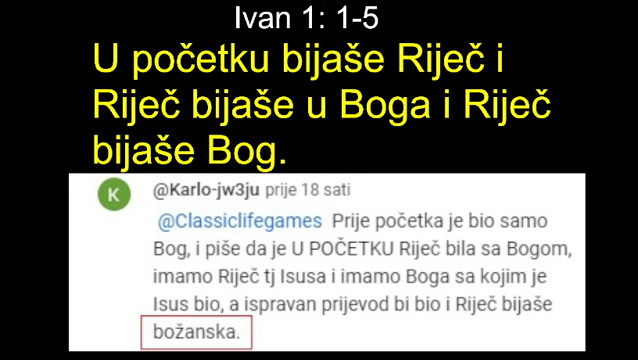 Ivan 1: 1-5
U početku bijaše Riječ i
Riječ bijaše u Boga i Riječ
bijaše Bog.
K
@Karlo-jw3ju prije 18 sati
@Classiclifegames Prije početka je bio samo
Bog, i piše da je U POČETKU Riječ bila sa Bogom,
imamo Riječ tj Isusa i imamo Boga sa kojim je
Isus bio, a ispravan prijevod bi bio i Riječ bijaše
božanska.